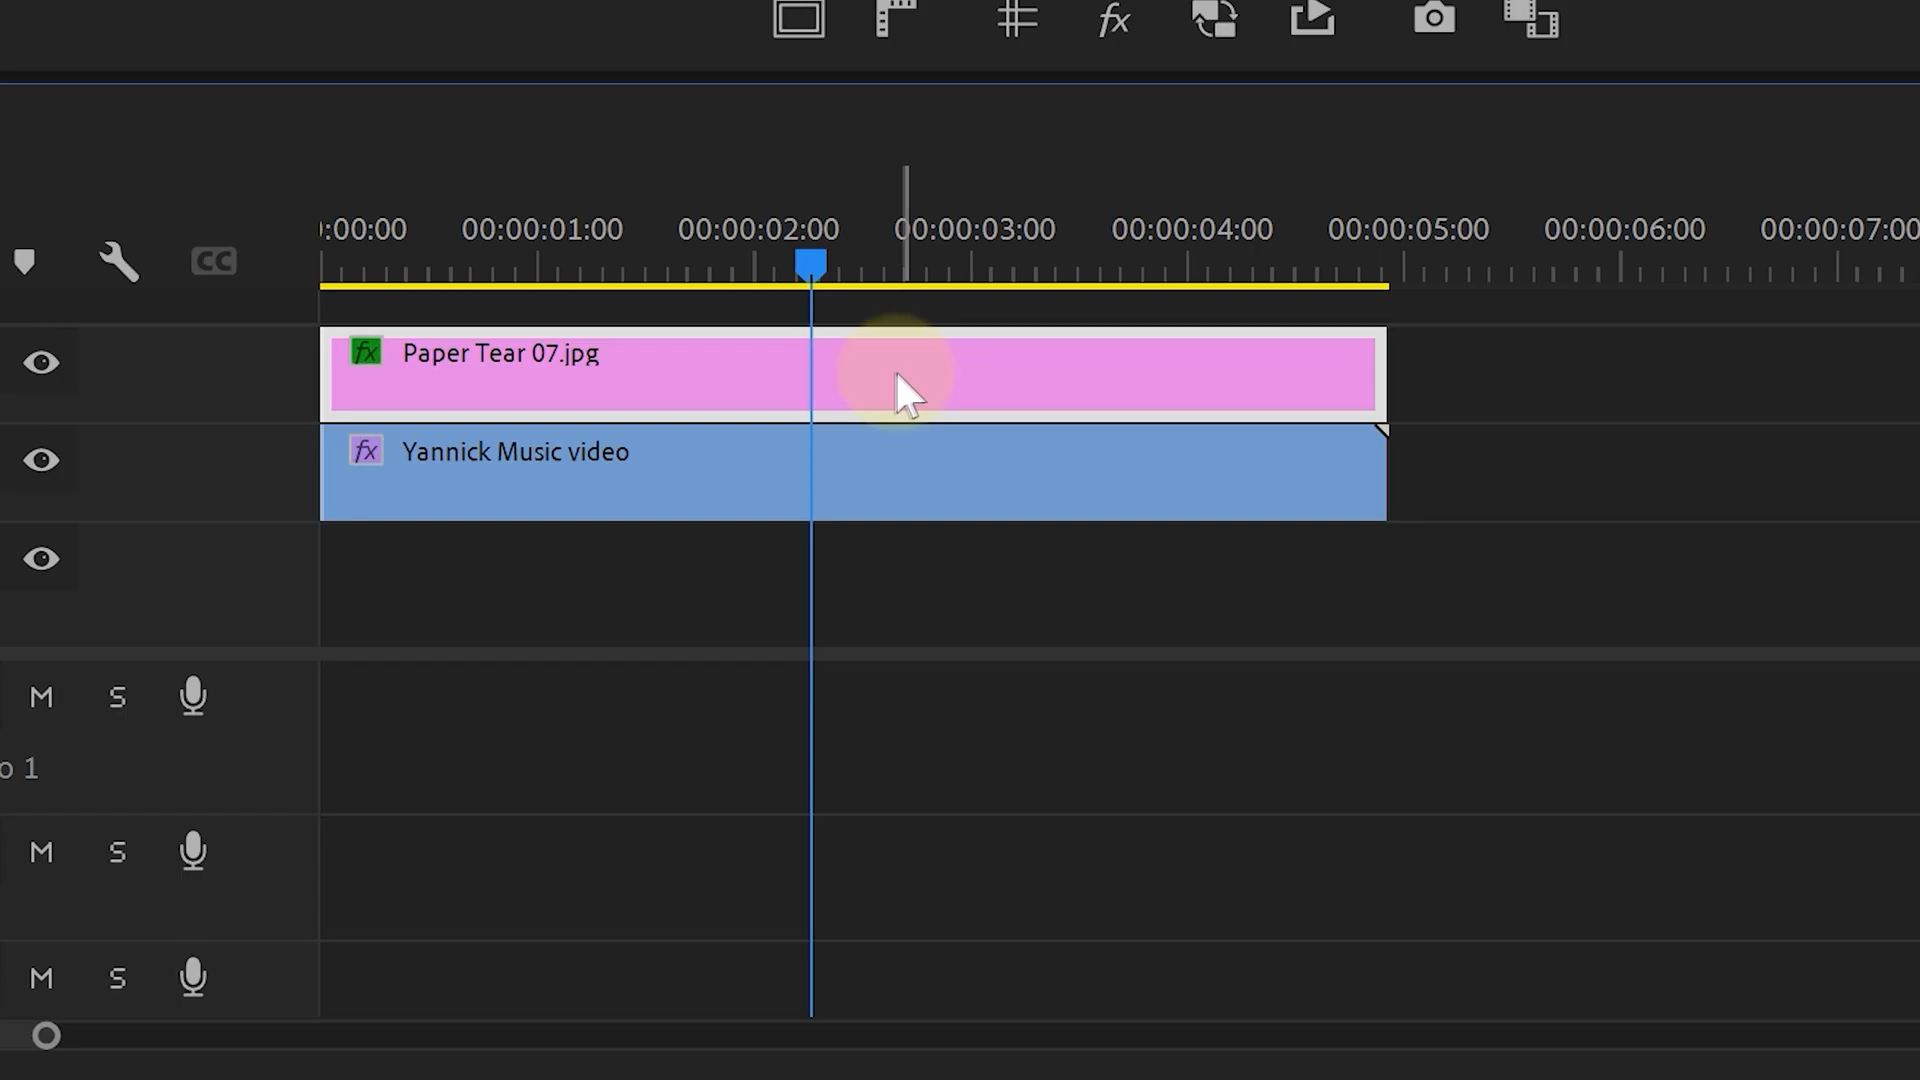 fx
:00:00 00:00:01:00 00:00:02:00 00:00:03:00 00:00:04:00 00:00:05:00 00:00:06:00 00:00:07:00
CC
fx Paper Tear 07.jpg
fx Yannick Music video
M S
o 1
M S
M S